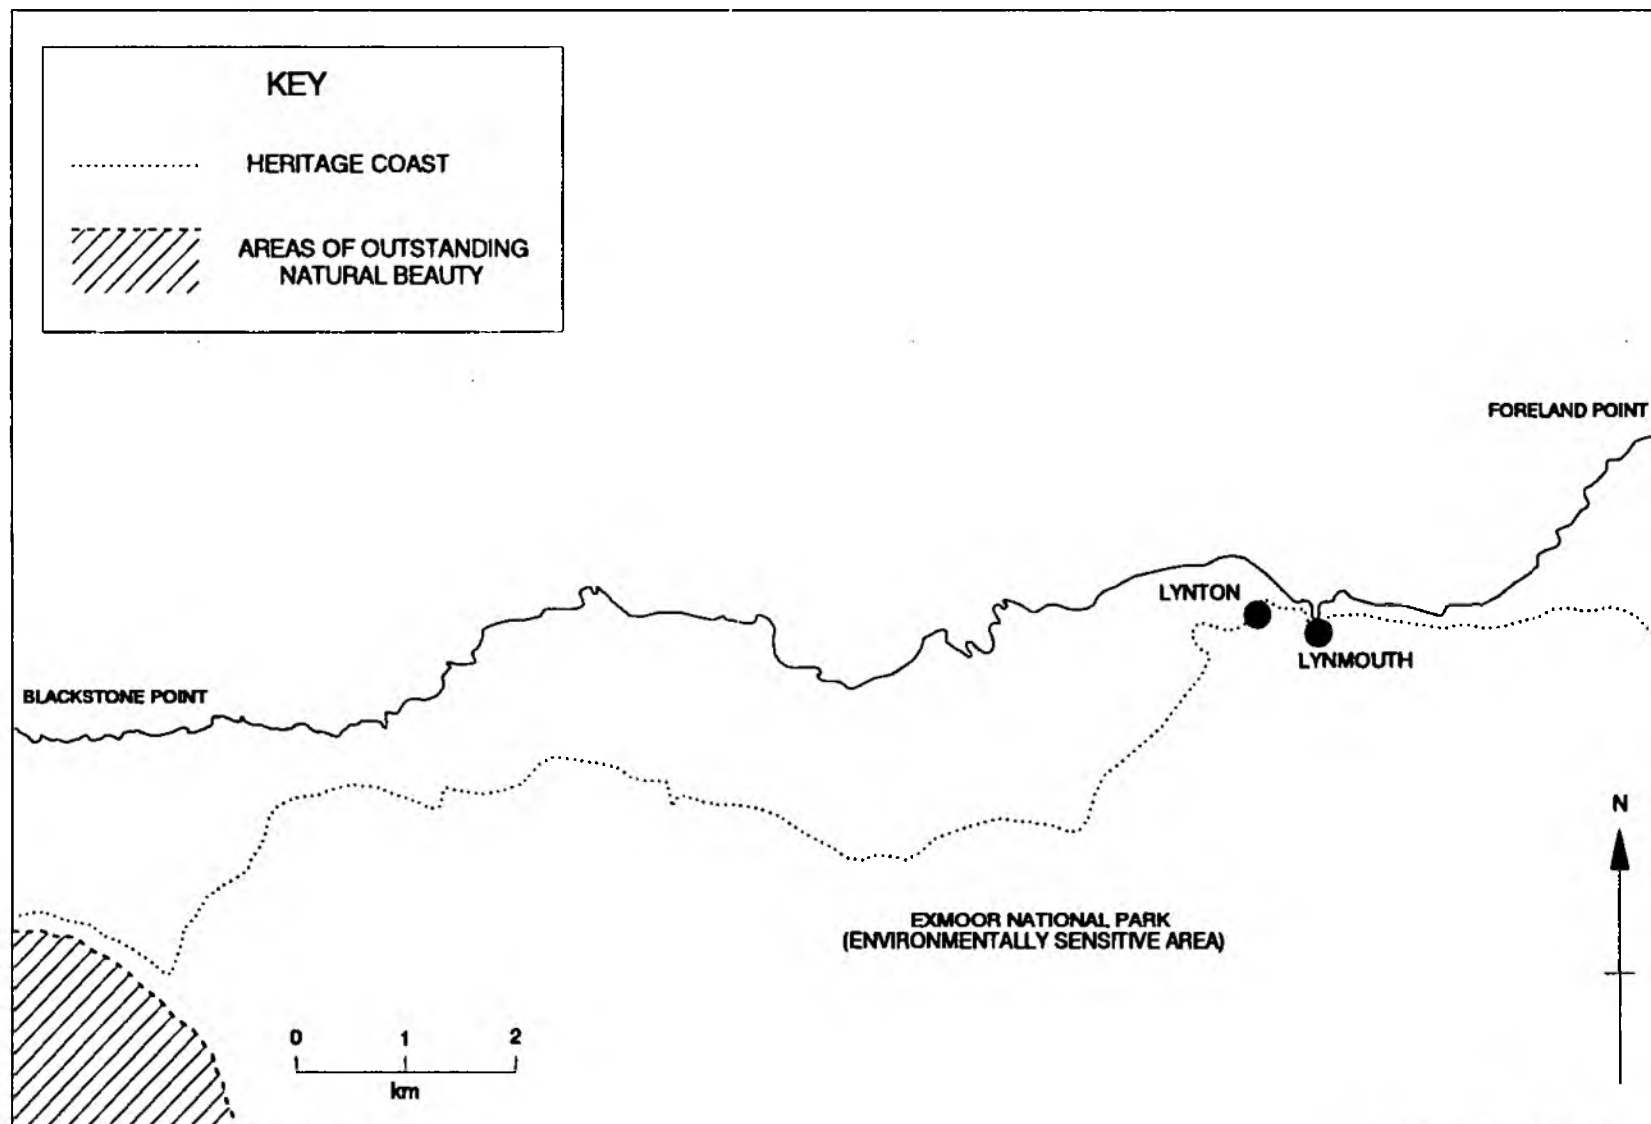 KEY
HERITAGE COAST
AREAS OF OUTSTANDING
NATURAL BEAUTY
FORELAND POINT
LYNTON
LYNMOUTH
BLACKSTONE POINT
N
EXMOOR NATIONAL PARK
(ENVIRONMENTALLY SENSITIVE AREA)
0 1 2
km